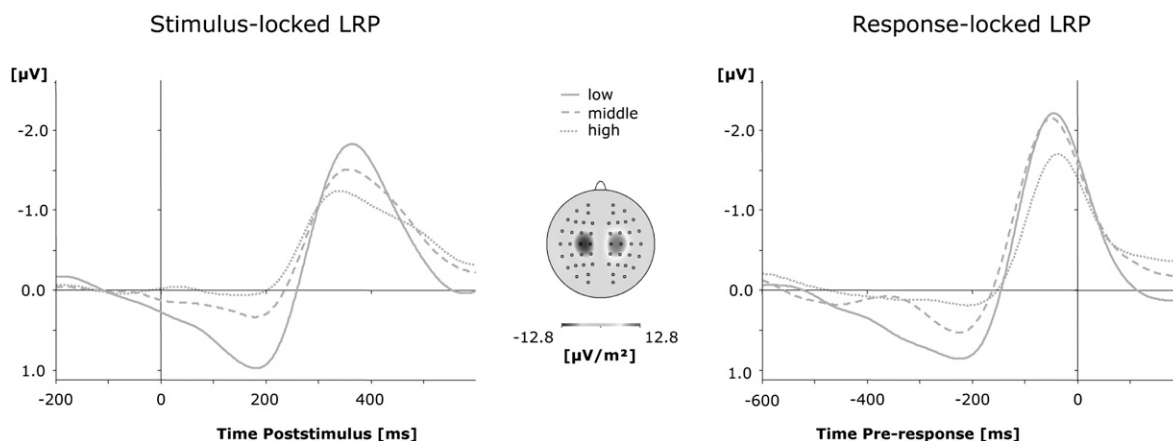 Stimulus-locked LRP
[µV]
-2.0
-1.0
0.0
1.0
-200
0
200
400
Time Poststimulus [ms]
low
middle
high
-12.8
12.8
[µV/m²]
Response-locked LRP
[µV]
-2.0
-1.0
0.0
1.0
-600
-400
-200
0
Time Pre-response [ms]